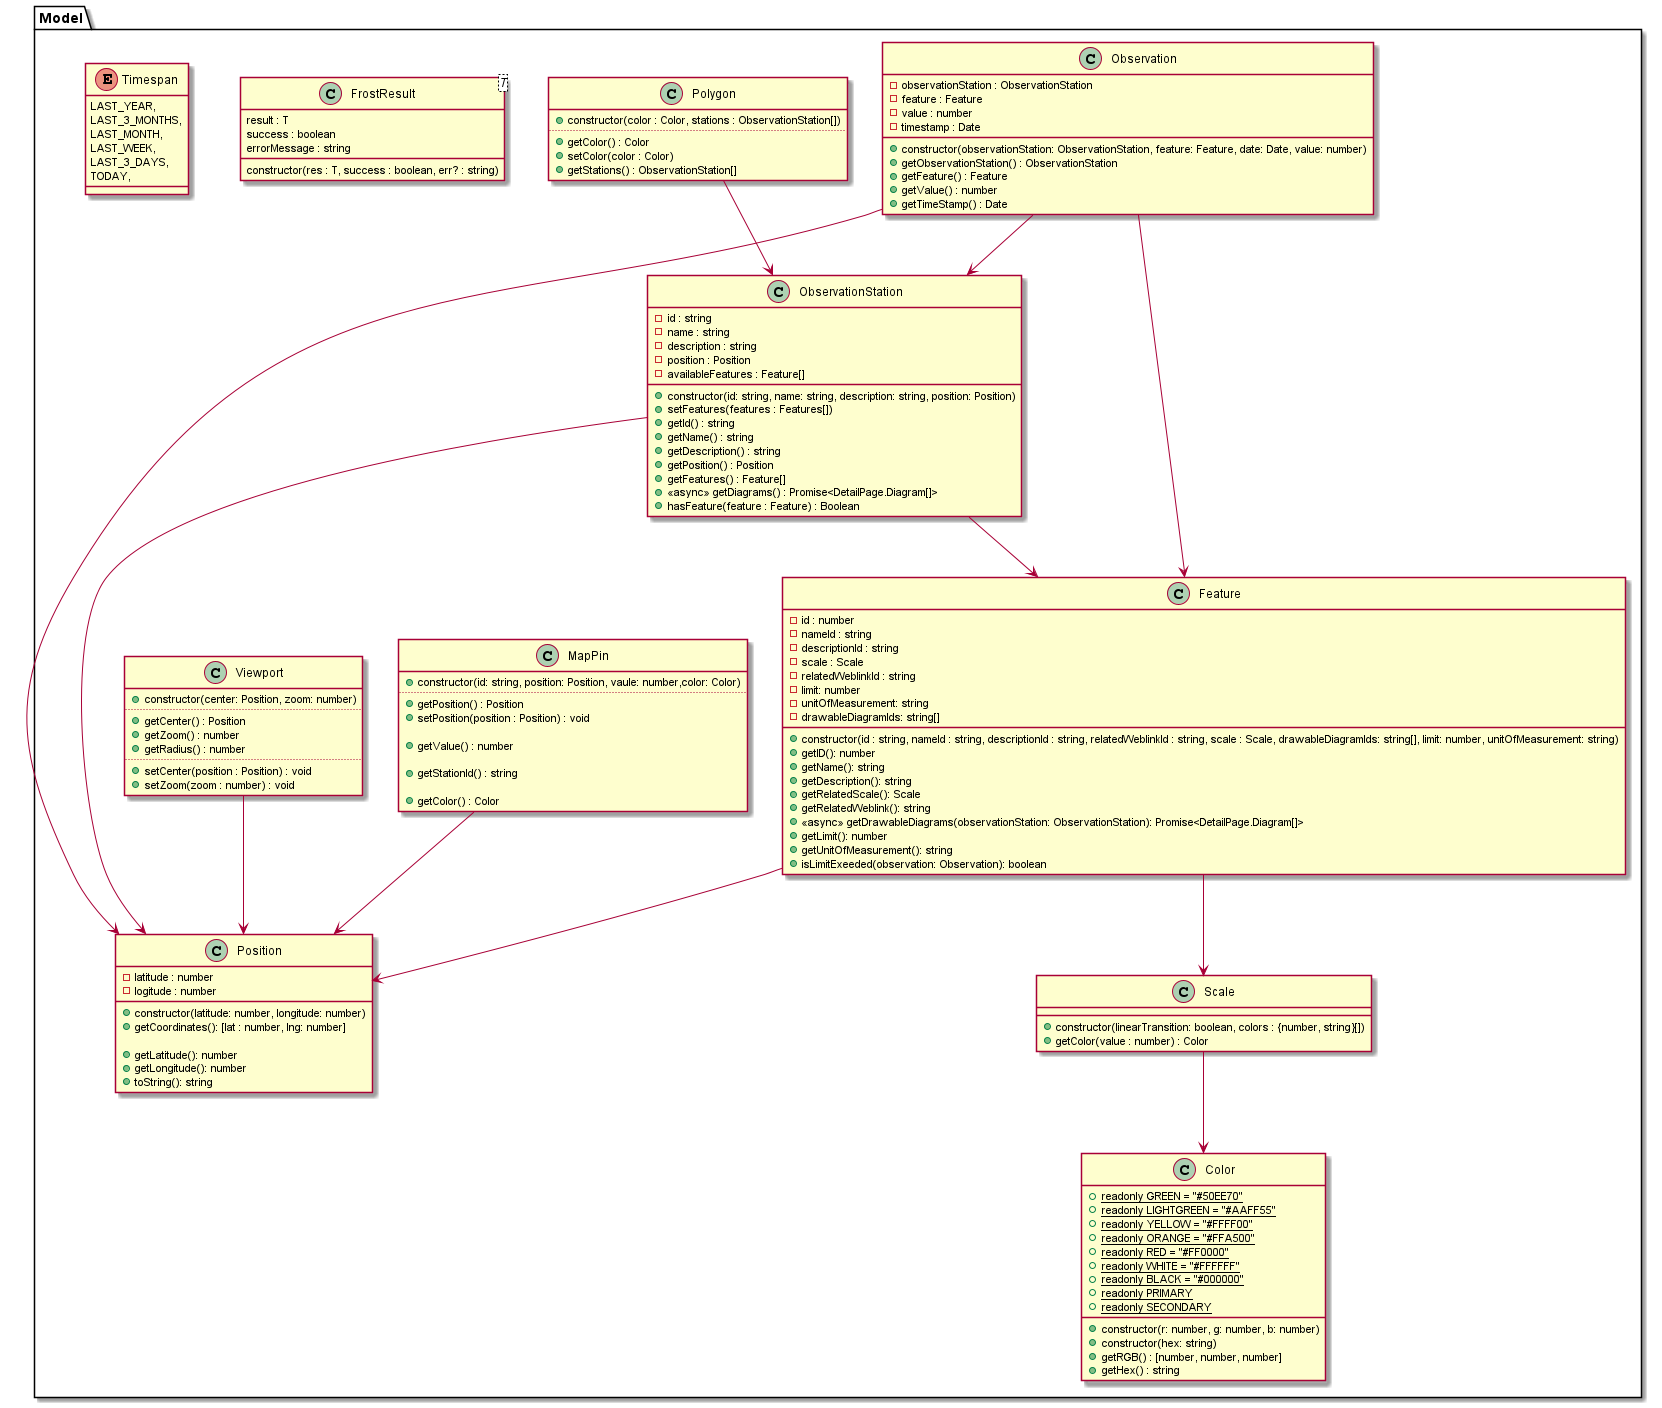 Model
Timespan
LAST_YEAR,
LAST_3_MONTHS,
LAST_MONTH,
LAST_WEEK,
LAST_3_DAYS,
TODAY,
FrostResult
T
result : T
success : boolean
errorMessage : string
constructor(res : T, success : boolean, err? : string)
Polygon
constructor(color : Color, stations : ObservationStation[])
getColor() : Color
setColor(color : Color)
getStations() : ObservationStation[]
Observation
observationStation : ObservationStation
feature : Feature
value : number
timestamp : Date
constructor(observationStation: ObservationStation, feature: Feature, date: Date, value: number)
getObservationStation() : ObservationStation
getFeature() : Feature
getValue() : number
getTimeStamp() : Date
ObservationStation
id : string
name : string
description : string
position : Position
availableFeatures : Feature[]
constructor(id: string, name: string, description: string, position: Position)
setFeatures(features : Features[])
getId() : string
getName() : string
getDescription() : string
getPosition() : Position
getFeatures() : Feature[]
«async» getDiagrams() : Promise<DetailPage.Diagram[]>
hasFeature(feature : Feature) : Boolean
Feature
id : number
nameId : string
descriptionId : string
scale : Scale
relatedWeblinkId : string
limit: number
unitOfMeasurement: string
drawableDiagramIds: string[]
constructor(id : string, nameId : string, descriptionId : string, relatedWeblinkId : string, scale : Scale, drawableDiagramIds: string[], limit: number, unitOfMeasurement: string)
getID(): number
getName(): string
getDescription(): string
getRelatedScale(): Scale
getRelatedWeblink(): string
«async» getDrawableDiagrams(observationStation: ObservationStation): Promise<DetailPage.Diagram[]>
getLimit(): number
getUnitOfMeasurement(): string
isLimitExeeded(observation: Observation): boolean
Viewport
constructor(center: Position, zoom: number)
getCenter() : Position
getZoom() : number
getRadius() : number
setCenter(position : Position) : void
setZoom(zoom : number) : void
MapPin
constructor(id: string, position: Position, vaule: number,color: Color)
getPosition() : Position
setPosition(position : Position) : void
getValue() : number
getStationId() : string
getColor() : Color
Position
latitude : number
logitude : number
constructor(latitude: number, longitude: number)
getCoordinates(): [lat : number, lng: number]
getLatitude(): number
getLongitude(): number
toString(): string
Scale
constructor(linearTransition: boolean, colors : {number, string}[])
getColor(value : number) : Color
Color
readonly GREEN = "#50EE70"
readonly LIGHTGREEN = "#AAFF55"
readonly YELLOW = "#FFFF00"
readonly ORANGE = "#FFA500"
readonly RED = "#FF0000"
readonly WHITE = "#FFFFFF"
readonly BLACK = "#000000"
readonly PRIMARY
readonly SECONDARY
constructor(r: number, g: number, b: number)
constructor(hex: string)
getRGB() : [number, number, number]
getHex() : string